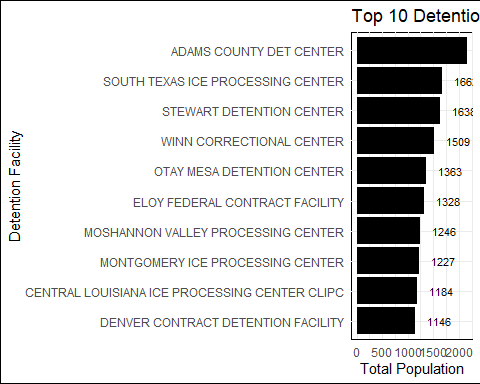 Top 10 Detentio
ADAMS COUNTY DET CENTER
SOUTH TEXAS ICE PROCESSING CENTER 166
STEWART DETENTION CENTER 1638
WINN CORRECTIONAL CENTER 1509
OTAY MESA DETENTION CENTER 1363
ELOY FEDERAL CONTRACT FACILITY 1328
MOSHANNON VALLEY PROCESSING CENTER 1246
MONTGOMERY ICE PROCESSING CENTER 1227
CENTRAL LOUISIANA ICE PROCESSING CENTER CLIPC 1184
DENVER CONTRACT DETENTION FACILITY 1146
Detention Facility
0 500 1000 1500 2000
Total Population